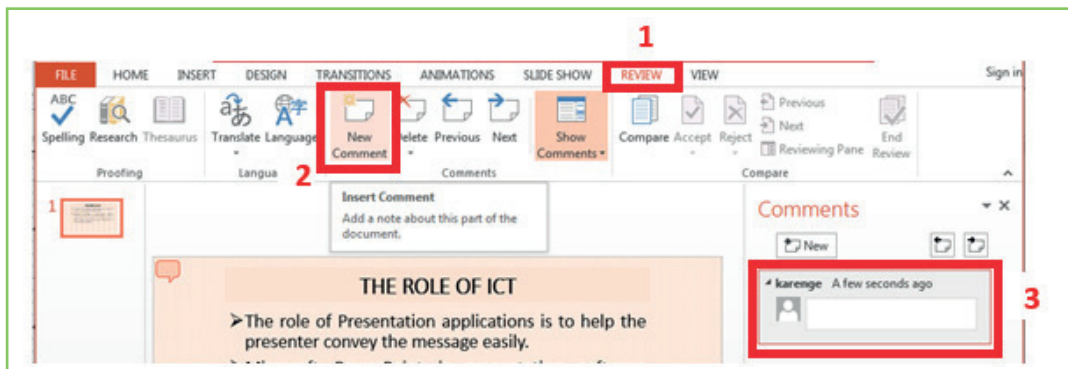 1
FILE HOME INSERT DESIGN TRANSITIONS ANIMATIONS SLIDE SHOW REVIEW VIEW Sign in
ABC
Spelling Research Thesaurus Translate Language New Comment Delete Previous Next Show Comments Compare Accept Reject Previous Next Reviewing Pane End Review
Proofing Langua 2 Comments Compare
Insert Comment
Add a note about this part of the
document.
1
Comments
New
karenge A few seconds ago
3
THE ROLE OF ICT
➢The role of Presentation applications is to help the
presenter convey the message easily.